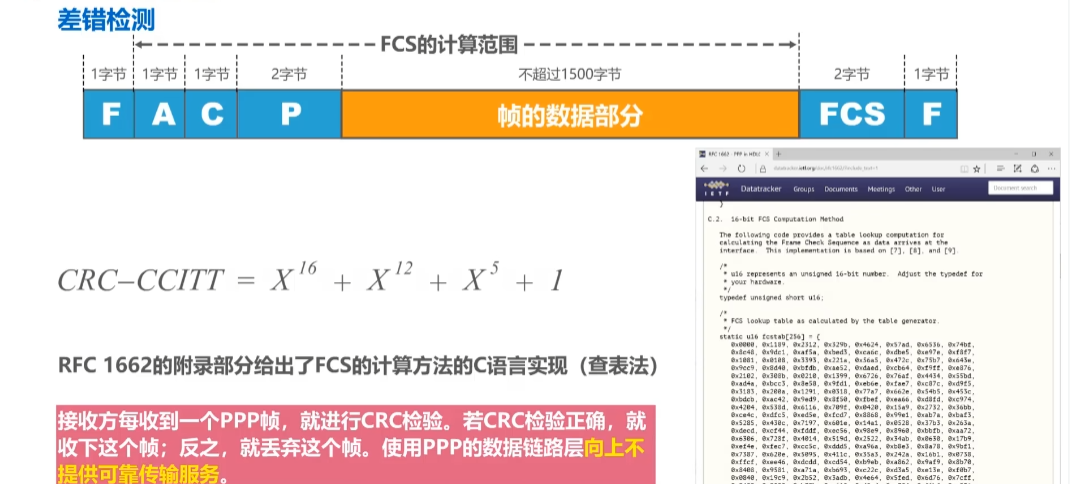 差错检测
FCS的计算范围
1字节 1字节 1字节 2字节 不超过1500字节 2字节 1字节
F A C P 帧的数据部分 FCS F
CRC–CCITT = X^16 + X^12 + X^5 + 1
RFC 1662的附录部分给出了FCS的计算方法的C语言实现（查表法）
接收方每收到一个PPP帧，就进行CRC检验。若CRC检验正确，就
收下这个帧；反之，就丢弃这个帧。使用PPP的数据链路层向上不
提供可靠传输服务。
RFC 1662 - PPP in HDLC
IETF Datatracker Groups Documents Meetings Other User Document search
}
C.2. 16-bit FCS Computation Method
The following code provides a table lookup computation for
calculating the Frame Check Sequence as data arrives at the
interface. This implementation is based on [7], [8], and [9].
/*
* u16 represents an unsigned 16-bit number. Adjust the typedef for
* your hardware.
*/
typedef unsigned short u16;
/*
* FCS lookup table as calculated by the table generator.
*/
static u16 fcstab[256] = {
0x0000, 0x1189, 0x2312, 0x329b, 0x4624, 0x57ad, 0x6536, 0x74bf,
0x8c48, 0x9dc1, 0xaf5a, 0xbed3, 0xca6c, 0xdbe5, 0xe97e, 0xf8f7,
0x1081, 0x0108, 0x3393, 0x221a, 0x56a5, 0x472c, 0x75b7, 0x643e,
0x9cc9, 0x8d40, 0xbfdb, 0xae52, 0xdaed, 0xcb64, 0xf9ff, 0xe876,
0x2102, 0x308b, 0x0210, 0x1399, 0x6726, 0x76af, 0x4434, 0x55bd,
0xad4a, 0xbcc3, 0x8e58, 0x9fd1, 0xeb6e, 0xfae7, 0xc87c, 0xd9f5,
0x3183, 0x200a, 0x1291, 0x0318, 0x77a7, 0x662e, 0x54b5, 0x453c,
0xbdcb, 0xac42, 0x9ed9, 0x8f50, 0xfbef, 0xea66, 0xd8fd, 0xc974,
0x4204, 0x538d, 0x6116, 0x709f, 0x0420, 0x15a9, 0x2732, 0x36bb,
0xce4c, 0xdfc5, 0xed5e, 0xfcd7, 0x8868, 0x99e1, 0xab7a, 0xbaf3,
0x5285, 0x430c, 0x7197, 0x601e, 0x14a1, 0x0528, 0x37b3, 0x263a,
0xdecd, 0xcf44, 0xfddf, 0xec56, 0x98e9, 0x8960, 0xbbfb, 0xaa72,
0x6306, 0x728f, 0x4014, 0x519d, 0x2522, 0x34ab, 0x0630, 0x17b9,
0xef4e, 0xfec7, 0xcc5c, 0xddd5, 0xa96a, 0xb8e3, 0x8a78, 0x9bf1,
0x7387, 0x620e, 0x5095, 0x411c, 0x35a3, 0x242a, 0x16b1, 0x0738,
0xffcf, 0xee46, 0xdcdd, 0xcd54, 0xb9eb, 0xa862, 0x9af9, 0x8b70,
0x8408, 0x9581, 0xa71a, 0xb693, 0xc22c, 0xd3a5, 0xe13e, 0xf0b7,
0x0840, 0x19c9, 0x2b52, 0x3adb, 0x4e64, 0x5fed, 0x6d76, 0x7cff,